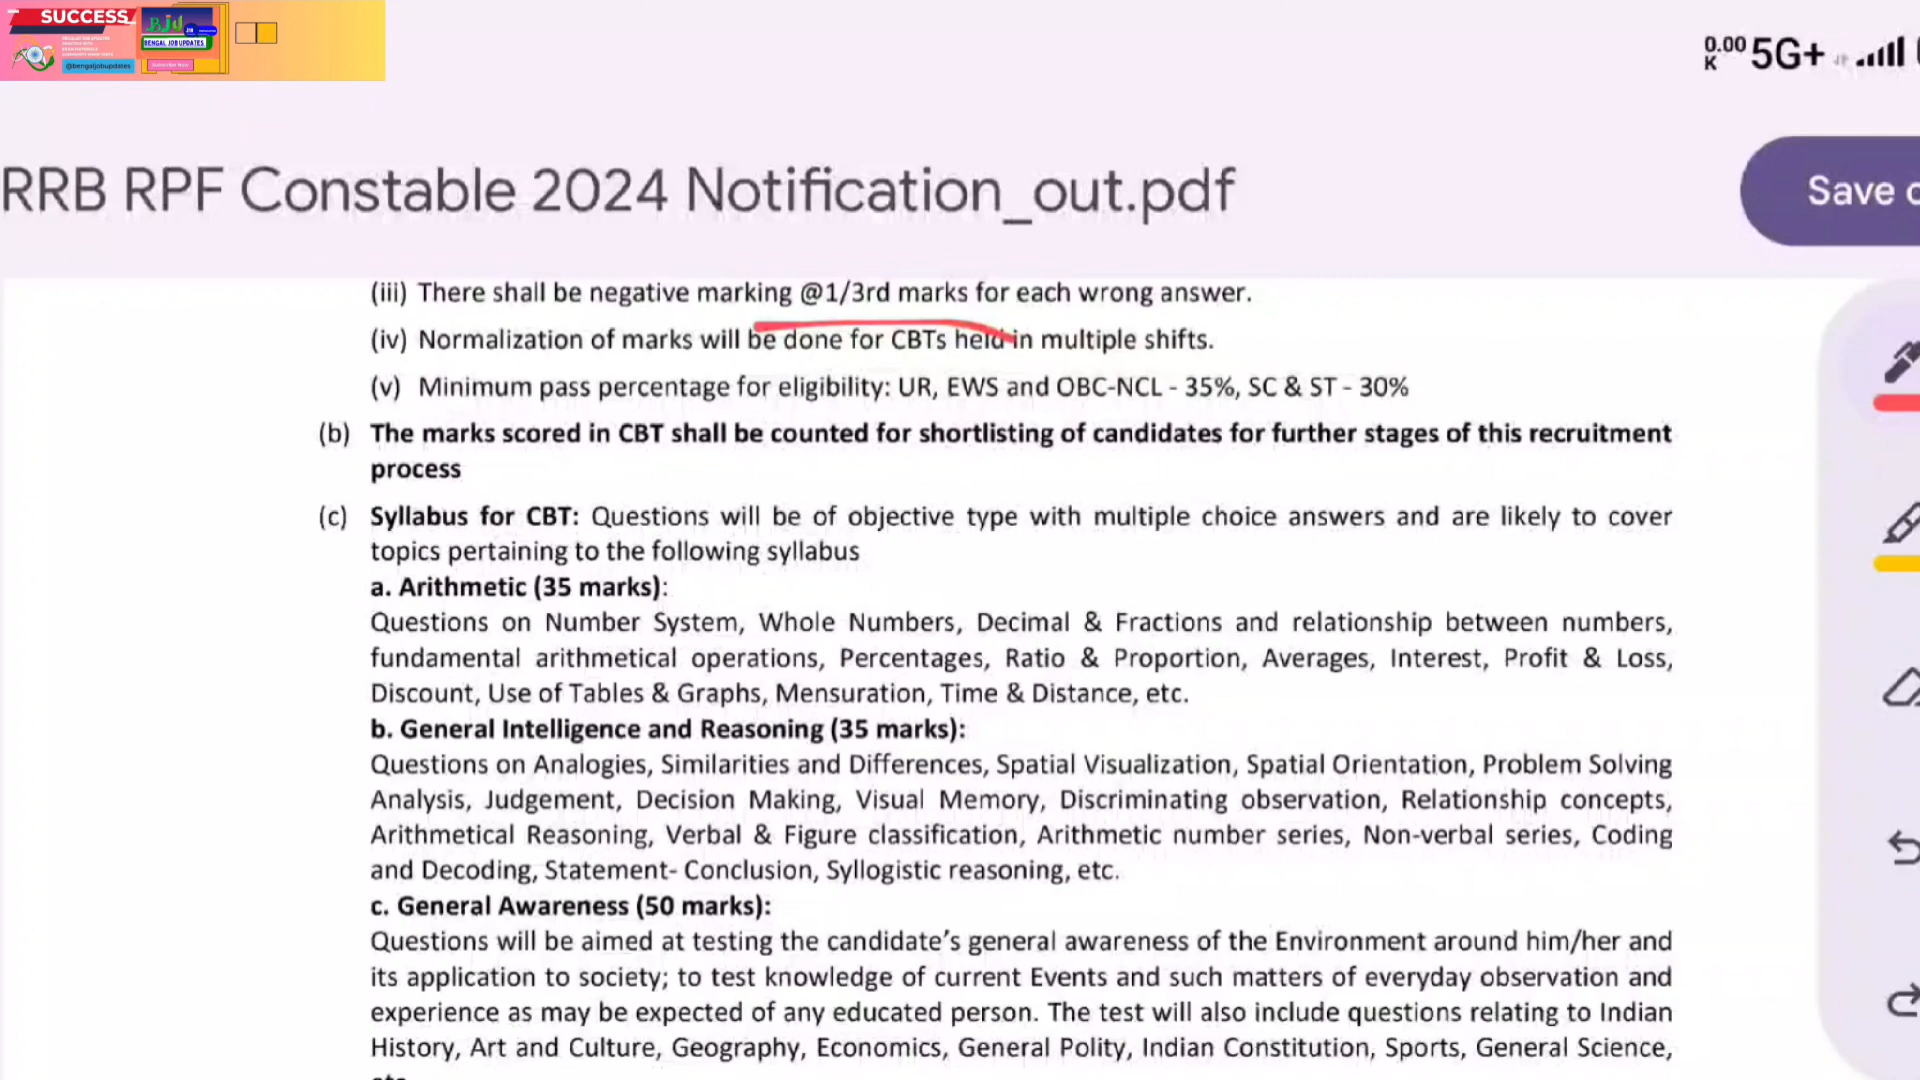 SUCCESS
BJU
BENGAL JOB UPDATES
@bengaljobupdates
Subscribe Now
0.00
K
5G+
RRB RPF Constable 2024 Notification_out.pdf
Save c
(iii) There shall be negative marking @1/3rd marks for each wrong answer.
(iv) Normalization of marks will be done for CBTs held in multiple shifts.
(v) Minimum pass percentage for eligibility: UR, EWS and OBC-NCL - 35%, SC & ST - 30%
(b) The marks scored in CBT shall be counted for shortlisting of candidates for further stages of this recruitment
process
(c) Syllabus for CBT: Questions will be of objective type with multiple choice answers and are likely to cover
topics pertaining to the following syllabus
a. Arithmetic (35 marks):
Questions on Number System, Whole Numbers, Decimal & Fractions and relationship between numbers,
fundamental arithmetical operations, Percentages, Ratio & Proportion, Averages, Interest, Profit & Loss,
Discount, Use of Tables & Graphs, Mensuration, Time & Distance, etc.
b. General Intelligence and Reasoning (35 marks):
Questions on Analogies, Similarities and Differences, Spatial Visualization, Spatial Orientation, Problem Solving
Analysis, Judgement, Decision Making, Visual Memory, Discriminating observation, Relationship concepts,
Arithmetical Reasoning, Verbal & Figure classification, Arithmetic number series, Non-verbal series, Coding
and Decoding, Statement- Conclusion, Syllogistic reasoning, etc.
c. General Awareness (50 marks):
Questions will be aimed at testing the candidate’s general awareness of the Environment around him/her and
its application to society; to test knowledge of current Events and such matters of everyday observation and
experience as may be expected of any educated person. The test will also include questions relating to Indian
History, Art and Culture, Geography, Economics, General Polity, Indian Constitution, Sports, General Science,